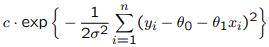 c · exp{ − 1/(2σ²) ∑_{i=1}^{n} (y_i − θ_0 − θ_1 x_i)² }